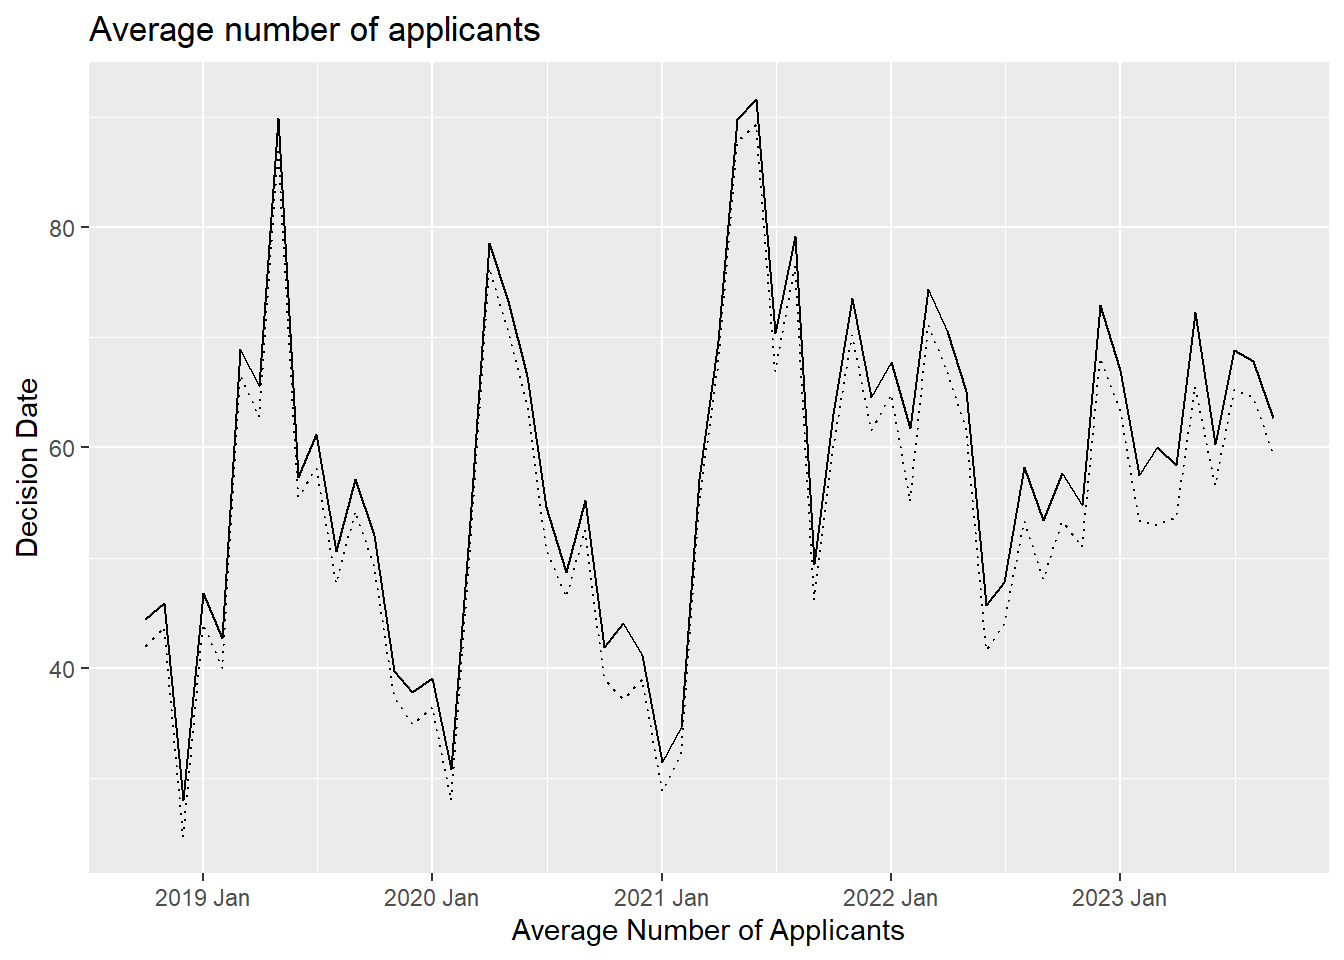 Average number of applicants
Decision Date
80
60
40
2019 Jan
2020 Jan
2021 Jan
2022 Jan
2023 Jan
Average Number of Applicants